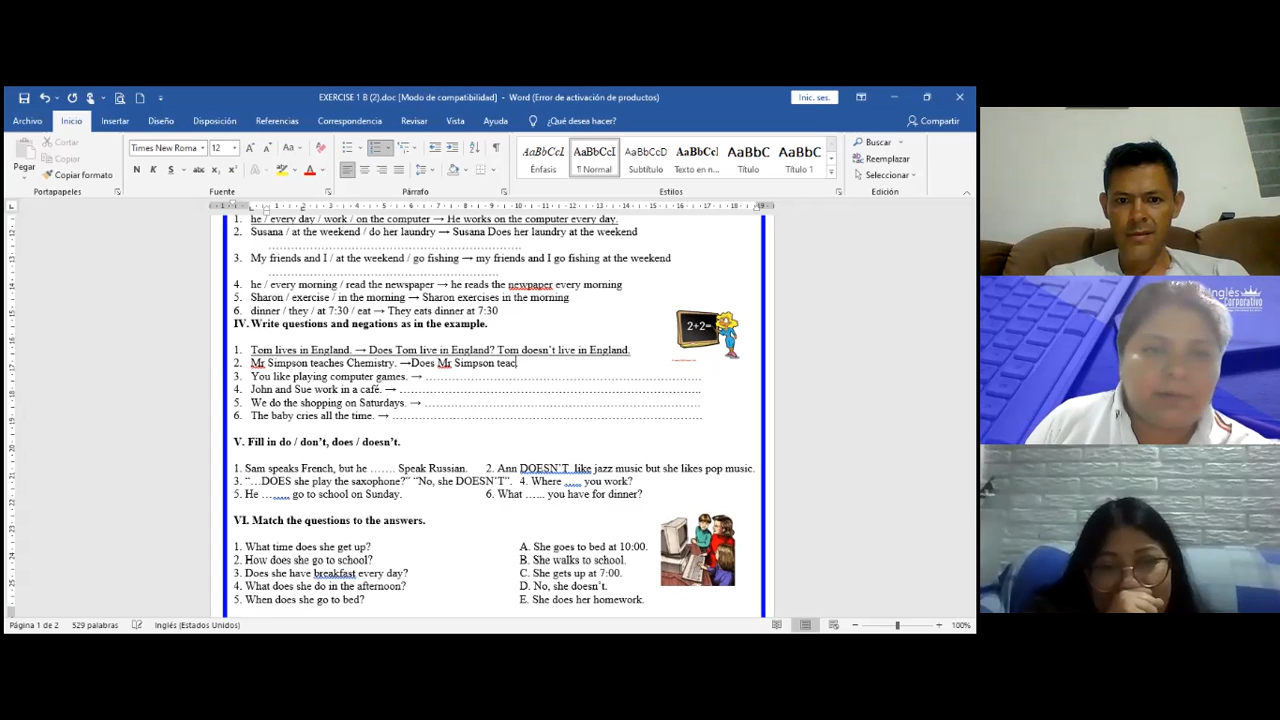 EXERCISE 1 B (2).doc [Modo de compatibilidad] - Word (Error de activación de productos)
Inic. ses.
Archivo Inicio Insertar Diseño Disposición Referencias Correspondencia Revisar Vista Ayuda ¿Qué desea hacer? Compartir
Pegar
Cortar
Copiar
Copiar formato
Times New Roma 12
N K S abc x₂ x²
AaBbCcI AaBbCcI AaBbCcD AaBbCcI AaBbC AaBbC
Énfasis ¶ Normal Subtítulo Texto en n... Título Título 1
Buscar
Reemplazar
Seleccionar
Portapapeles Fuente Párrafo Estilos Edición
1. he / every day / work / on the computer → He works on the computer every day.
2. Susana / at the weekend / do her laundry → Susana Does her laundry at the weekend
3. My friends and I / at the weekend / go fishing → my friends and I go fishing at the weekend
4. he / every morning / read the newspaper → he reads the newpaper every morning
5. Sharon / exercise / in the morning → Sharon exercises in the morning
6. dinner / they / at 7:30 / eat → They eats dinner at 7:30
IV. Write questions and negations as in the example.
2+2=
1. Tom lives in England. → Does Tom live in England? Tom doesn't live in England.
2. Mr Simpson teaches Chemistry. →Does Mr Simpson teac
3. You like playing computer games. →
4. John and Sue work in a café. →
5. We do the shopping on Saturdays. →
6. The baby cries all the time. →
V. Fill in do / don't, does / doesn't.
1. Sam speaks French, but he ……. Speak Russian. 2. Ann DOESN'T like jazz music but she likes pop music.
3. “…DOES she play the saxophone?” “No, she DOESN'T”. 4. Where ….. you work?
5. He …..... go to school on Sunday. 6. What …... you have for dinner?
VI. Match the questions to the answers.
1. What time does she get up? A. She goes to bed at 10:00.
2. How does she go to school? B. She walks to school.
3. Does she have breakfast every day? C. She gets up at 7:00.
4. What does she do in the afternoon? D. No, she doesn't.
5. When does she go to bed? E. She does her homework.
Página 1 de 2 529 palabras Inglés (Estados Unidos) 100%
Inglés
Corporativo